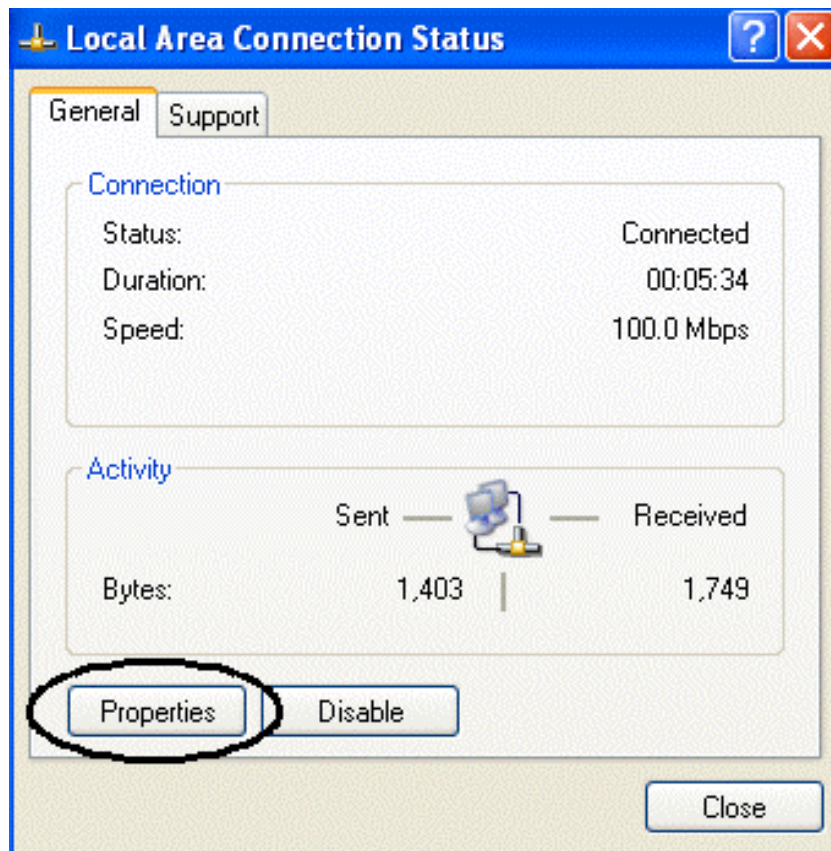 Local Area Connection Status
General Support
Connection
Status: Connected
Duration: 00:05:34
Speed: 100.0 Mbps
Activity
Sent Received
Bytes: 1,403 1,749
Properties Disable
Close